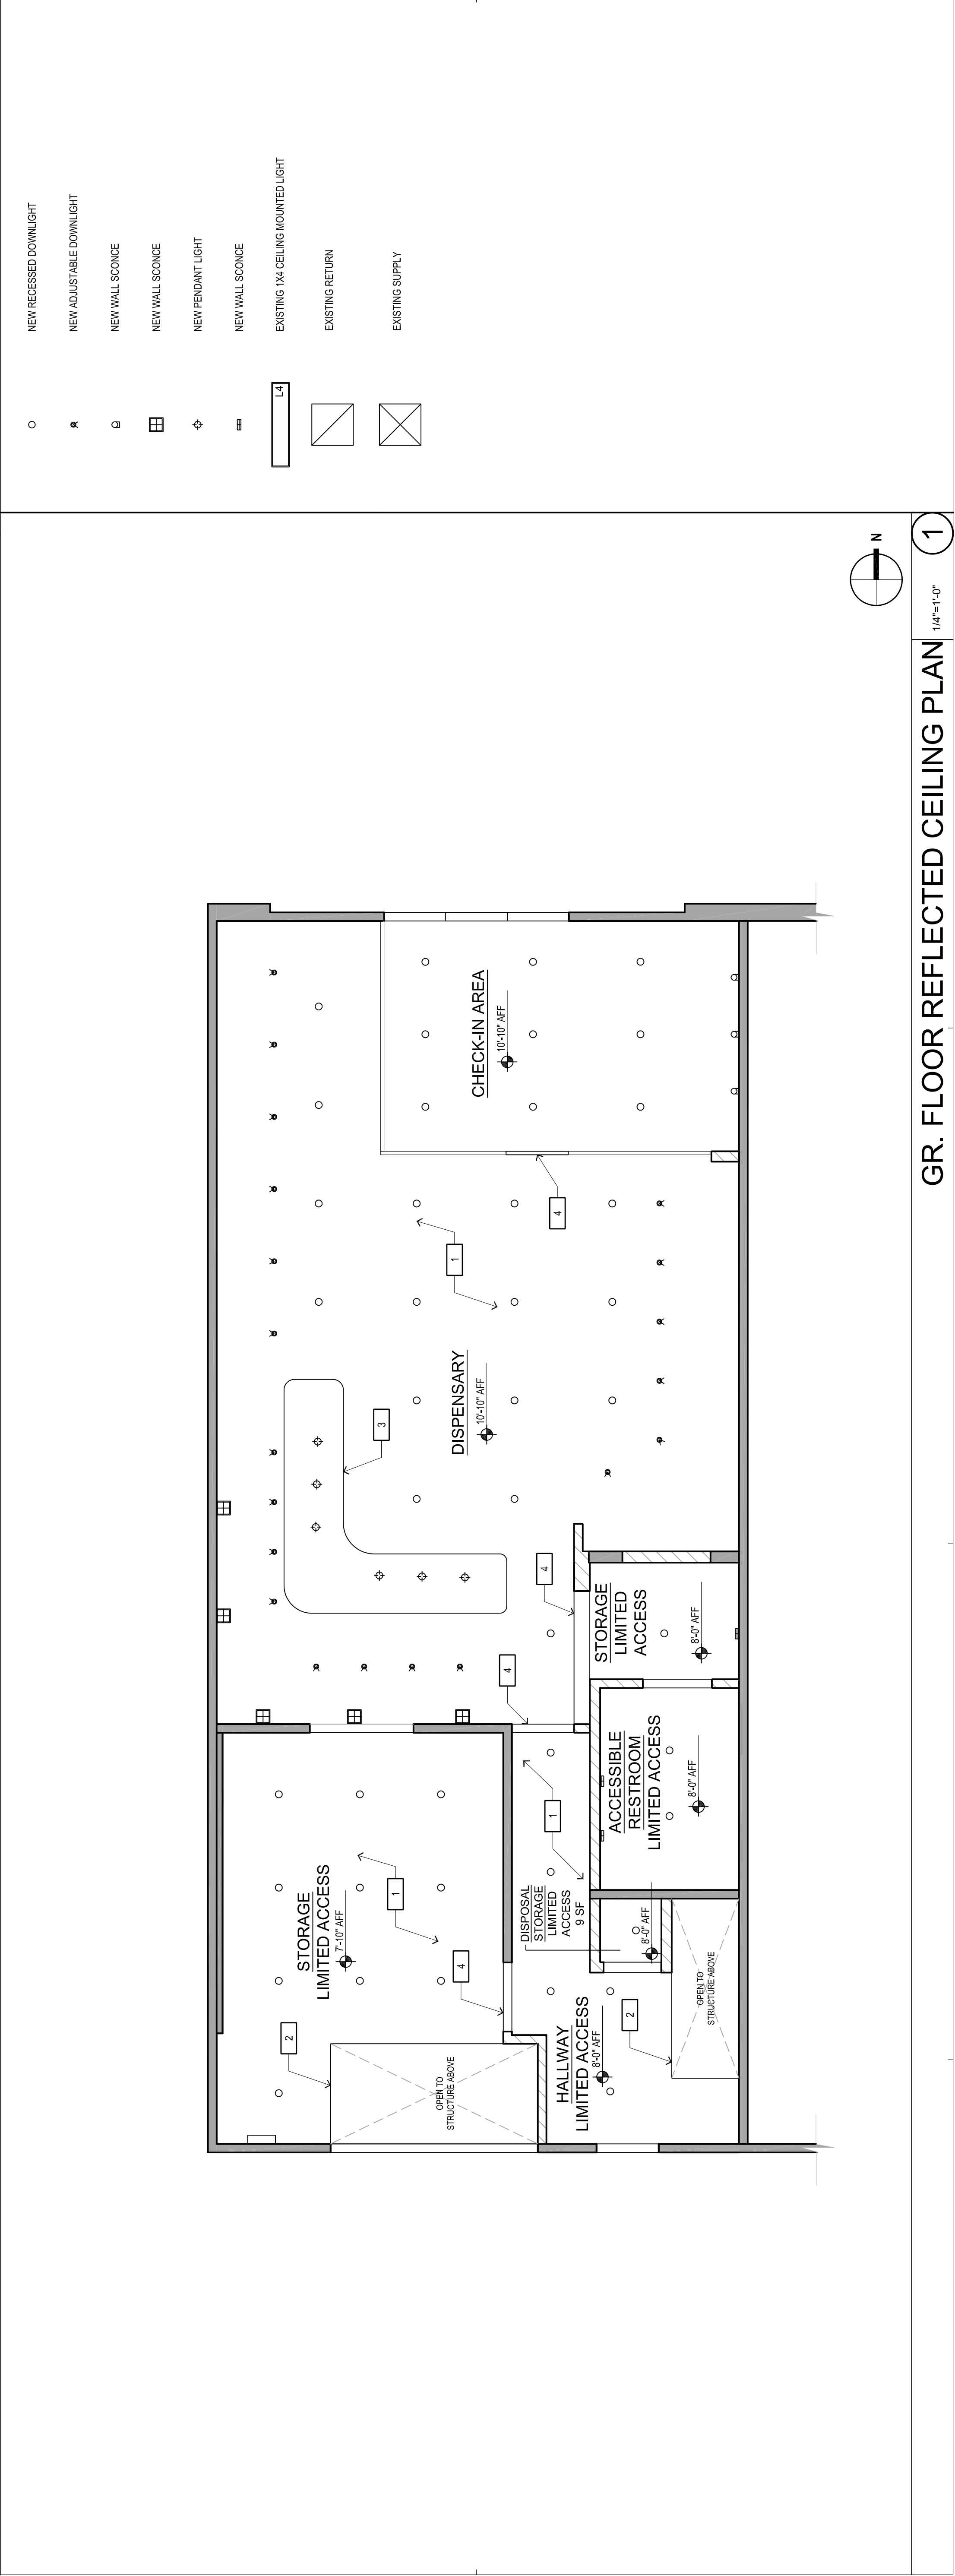 NEW RECESSED DOWNLIGHT
NEW ADJUSTABLE DOWNLIGHT
NEW WALL SCONCE
NEW WALL SCONCE
NEW PENDANT LIGHT
NEW WALL SCONCE
L4
EXISTING 1X4 CEILING MOUNTED LIGHT
EXISTING RETURN
EXISTING SUPPLY
STORAGE
LIMITED ACCESS
7'-10" AFF
2
1
4
OPEN TO
STRUCTURE ABOVE
3
DISPENSARY
10'-10" AFF
1
CHECK-IN AREA
10'-10" AFF
4
4
4
1
DISPOSAL
STORAGE
LIMITED
ACCESS
9 SF
8'-0" AFF
HALLWAY
LIMITED ACCESS
8'-0" AFF
2
OPEN TO
STRUCTURE ABOVE
ACCESSIBLE
RESTROOM
LIMITED ACCESS
8'-0" AFF
STORAGE
LIMITED
ACCESS
8'-0" AFF
N
GR. FLOOR REFLECTED CEILING PLAN
1/4"=1'-0"
1